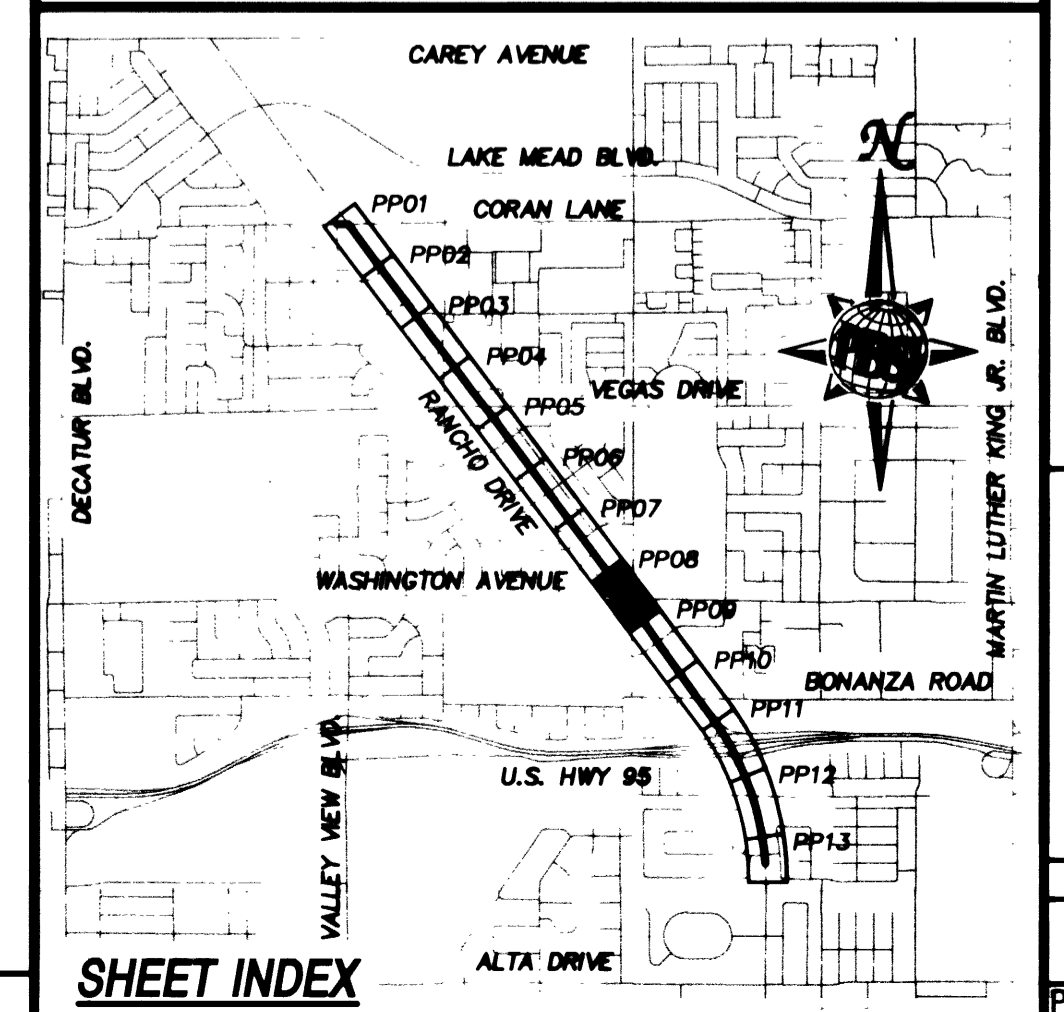 CAREY AVENUE
N
LAKE MEAD BLVD.
PP01
CORAN LANE
PP02
PP03
MARTIN LUTHER KING JR. BLVD.
DECATUR BLVD.
PP04
VEGAS DRIVE
PP05
RANCHO DRIVE
PP06
PP07
PP08
WASHINGTON AVENUE
PP09
PP10
BONANZA ROAD
PP11
VALLEY VIEW BLVD.
U.S. HWY 95
PP12
PP13
ALTA DRIVE
SHEET INDEX
P